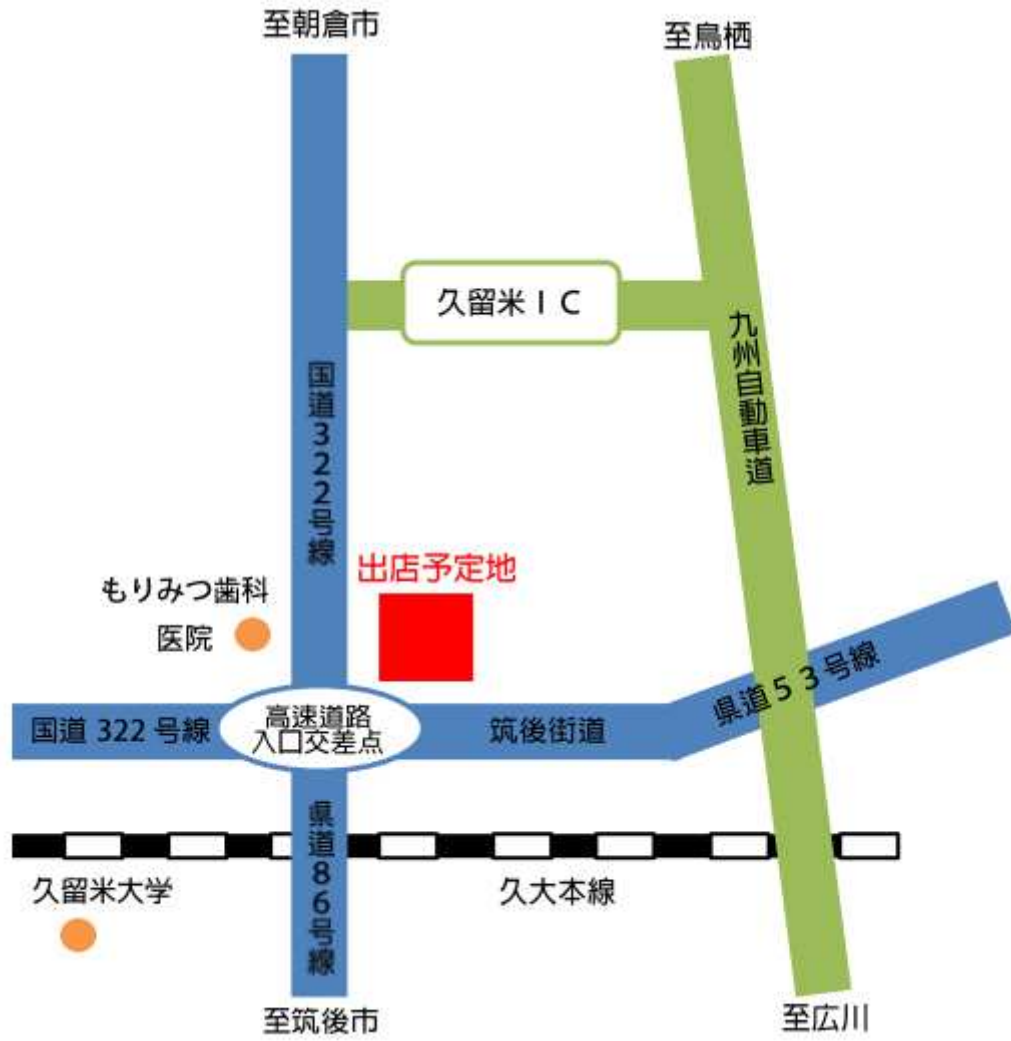 至朝倉市
至鳥栖
久留米IC
九州自動車道
国道322号線
出店予定地
もりみつ歯科
医院
県道53号線
国道 322 号線
高速道路
入口交差点
筑後街道
県道86号線
久留米大学
久大本線
至筑後市
至広川